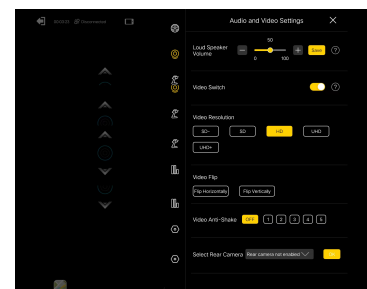 Disconnected
Audio and Video Settings
Loud Speaker
Volume
50
Save
0
100
Video Switch
Video Resolution
SD-
SD
HD
UHD
UHD+
Video Flip
Flip Horizontally
Flip Vertically
Video Anti-Shake
OFF
1
2
3
4
5
Select Rear Camera
Rear camera not enabled